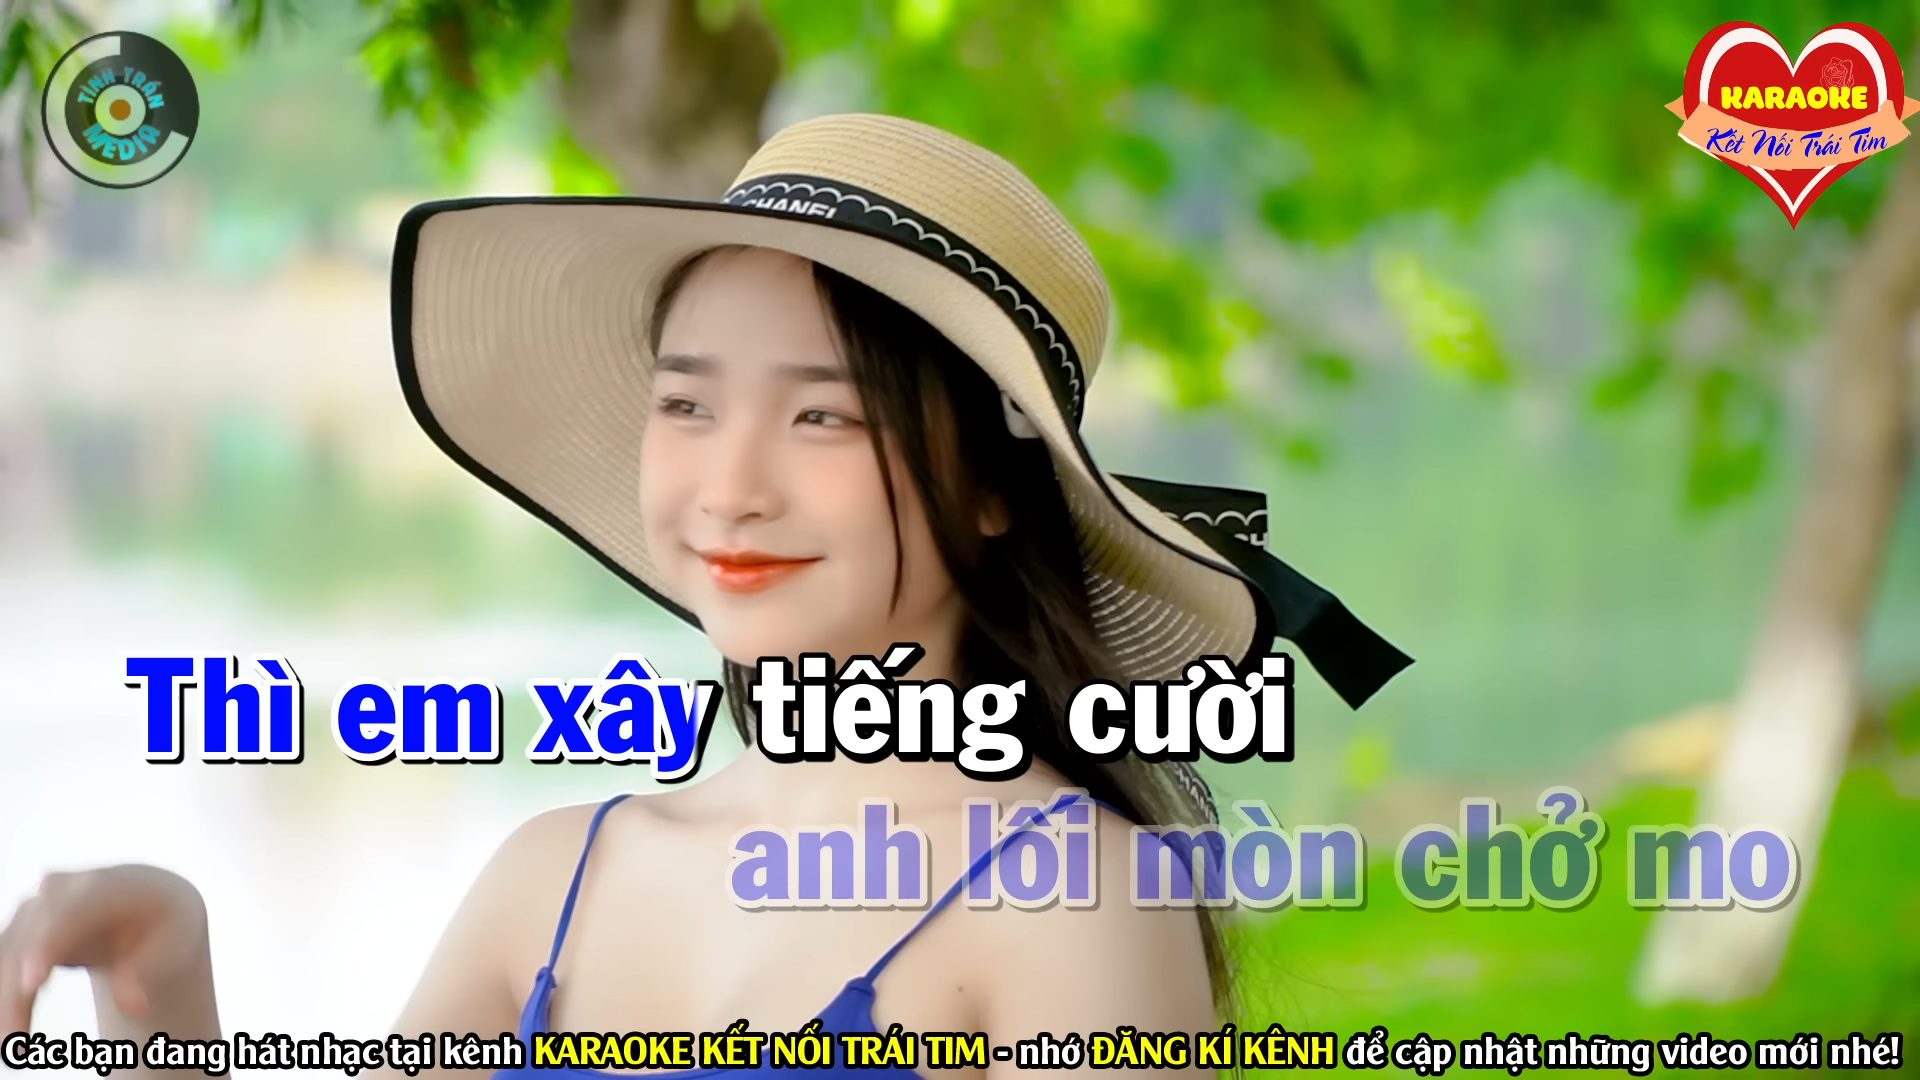 TÌNH TRẦN
MEDIA
KARAOKE
Kết Nối Trái Tim
CHANEL
Thì em xây tiếng cười
anh lối mòn chở mo
Các bạn đang hát nhạc tại kênh KARAOKE KẾT NỐI TRÁI TIM - nhớ ĐĂNG KÍ KÊNH để cập nhật những video mới nhé!